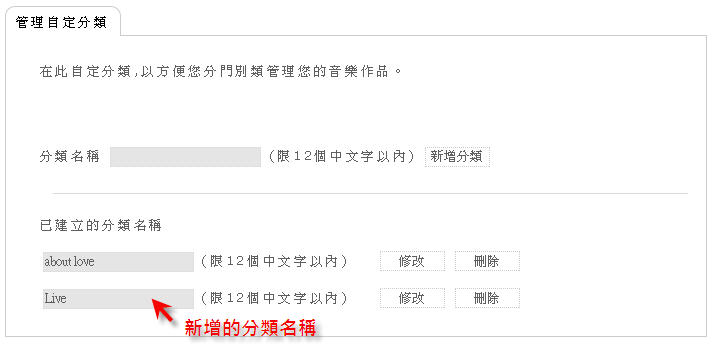 管理自定分類
在此自定分類,以方便您分門別類管理您的音樂作品。
分類名稱 (限12個中文字以內) 新增分類
已建立的分類名稱
about love (限12個中文字以內) 修改 刪除
Live (限12個中文字以內) 修改 刪除
新增的分類名稱